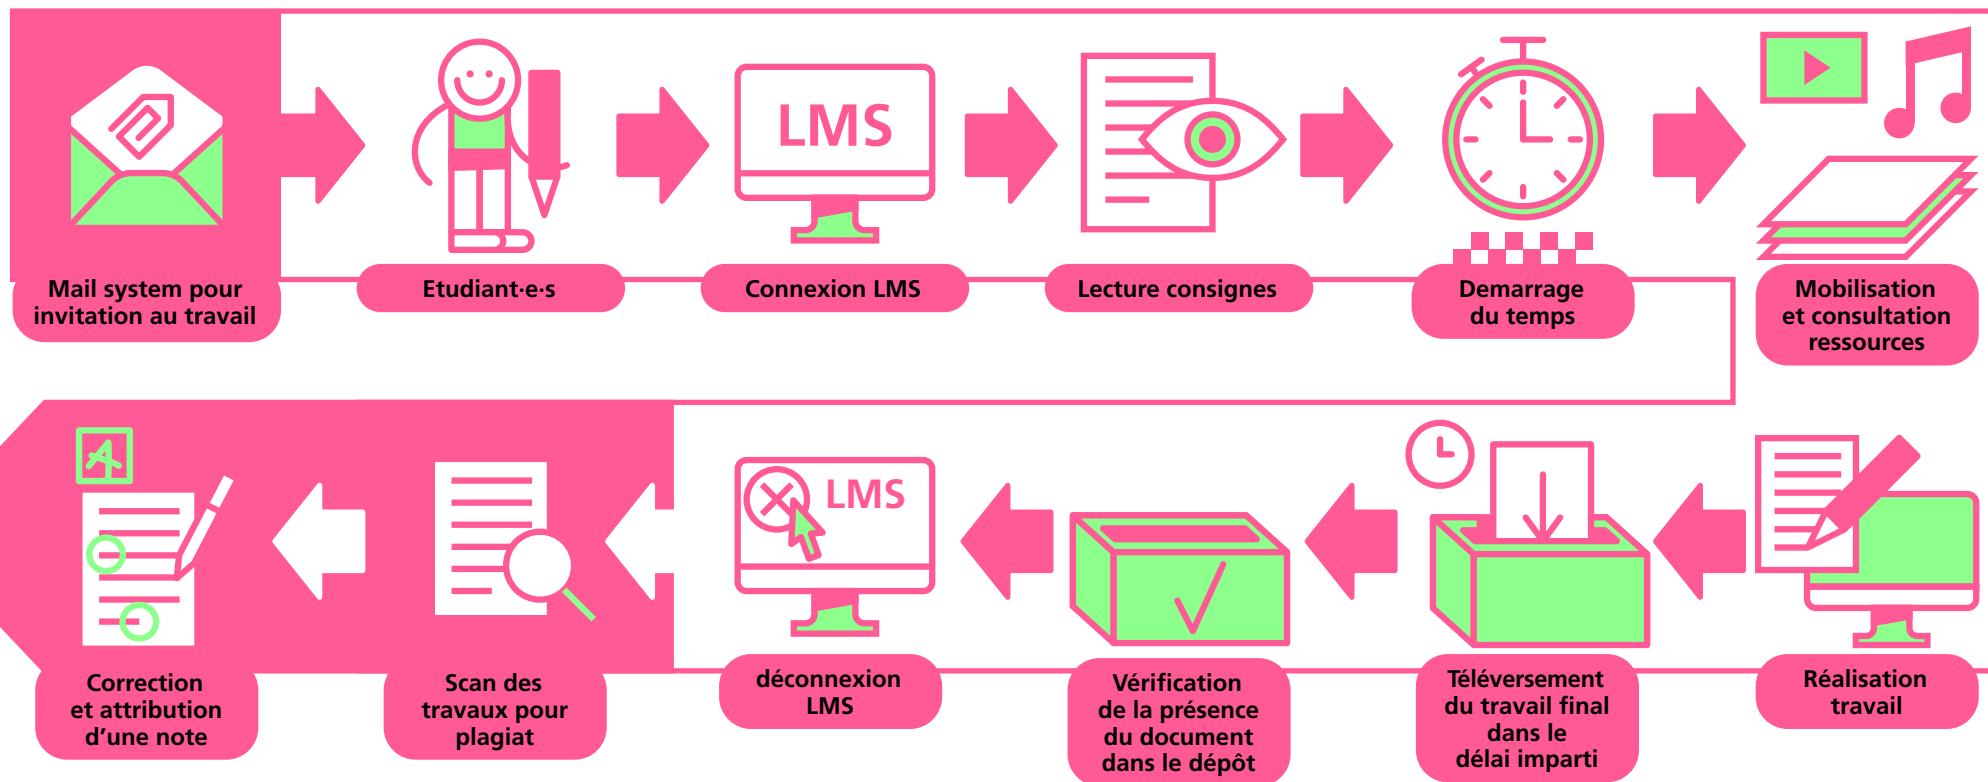 LMS
Mail system pour
invitation au travail
Etudiant·e·s
Connexion LMS
Lecture consignes
Demarrage
du temps
Mobilisation
et consultation
ressources
A
LMS
Correction
et attribution
d’une note
Scan des
travaux pour
plagiat
déconnexion
LMS
Vérification
de la présence
du document
dans le dépôt
Téléversement
du travail final
dans le
délai imparti
Réalisation
travail